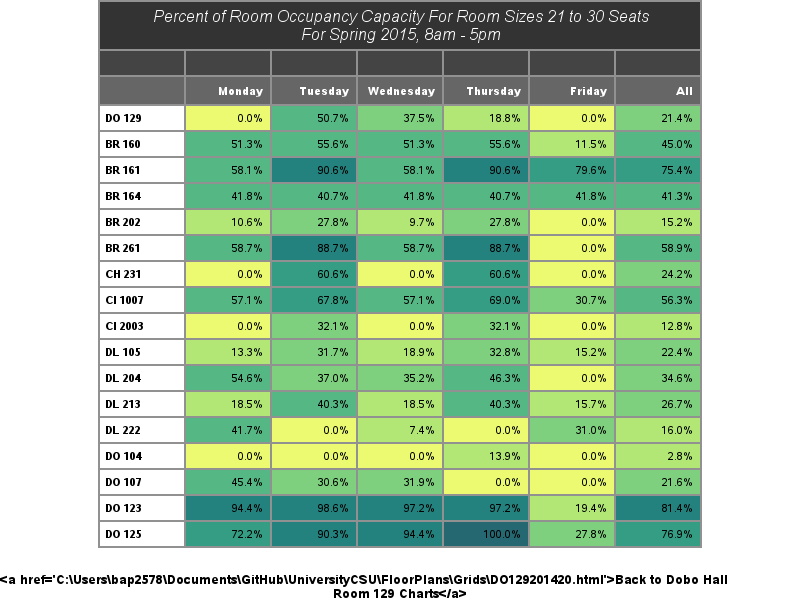 Percent of Room Occupancy Capacity For Room Sizes 21 to 30 Seats
For Spring 2015, 8am - 5pm
Monday Tuesday Wednesday Thursday Friday All
DO 129 0.0% 50.7% 37.5% 18.8% 0.0% 21.4%
BR 160 51.3% 55.6% 51.3% 55.6% 11.5% 45.0%
BR 161 58.1% 90.6% 58.1% 90.6% 79.6% 75.4%
BR 164 41.8% 40.7% 41.8% 40.7% 41.8% 41.3%
BR 202 10.6% 27.8% 9.7% 27.8% 0.0% 15.2%
BR 261 58.7% 88.7% 58.7% 88.7% 0.0% 58.9%
CH 231 0.0% 60.6% 0.0% 60.6% 0.0% 24.2%
CI 1007 57.1% 67.8% 57.1% 69.0% 30.7% 56.3%
CI 2003 0.0% 32.1% 0.0% 32.1% 0.0% 12.8%
DL 105 13.3% 31.7% 18.9% 32.8% 15.2% 22.4%
DL 204 54.6% 37.0% 35.2% 46.3% 0.0% 34.6%
DL 213 18.5% 40.3% 18.5% 40.3% 15.7% 26.7%
DL 222 41.7% 0.0% 7.4% 0.0% 31.0% 16.0%
DO 104 0.0% 0.0% 0.0% 13.9% 0.0% 2.8%
DO 107 45.4% 30.6% 31.9% 0.0% 0.0% 21.6%
DO 123 94.4% 98.6% 97.2% 97.2% 19.4% 81.4%
DO 125 72.2% 90.3% 94.4% 100.0% 27.8% 76.9%
<a href='C:\Users\bap2578\Documents\GitHub\UniversityCSU\FloorPlans\Grids\DO129201420.html'>Back to Dobo Hall
Room 129 Charts</a>